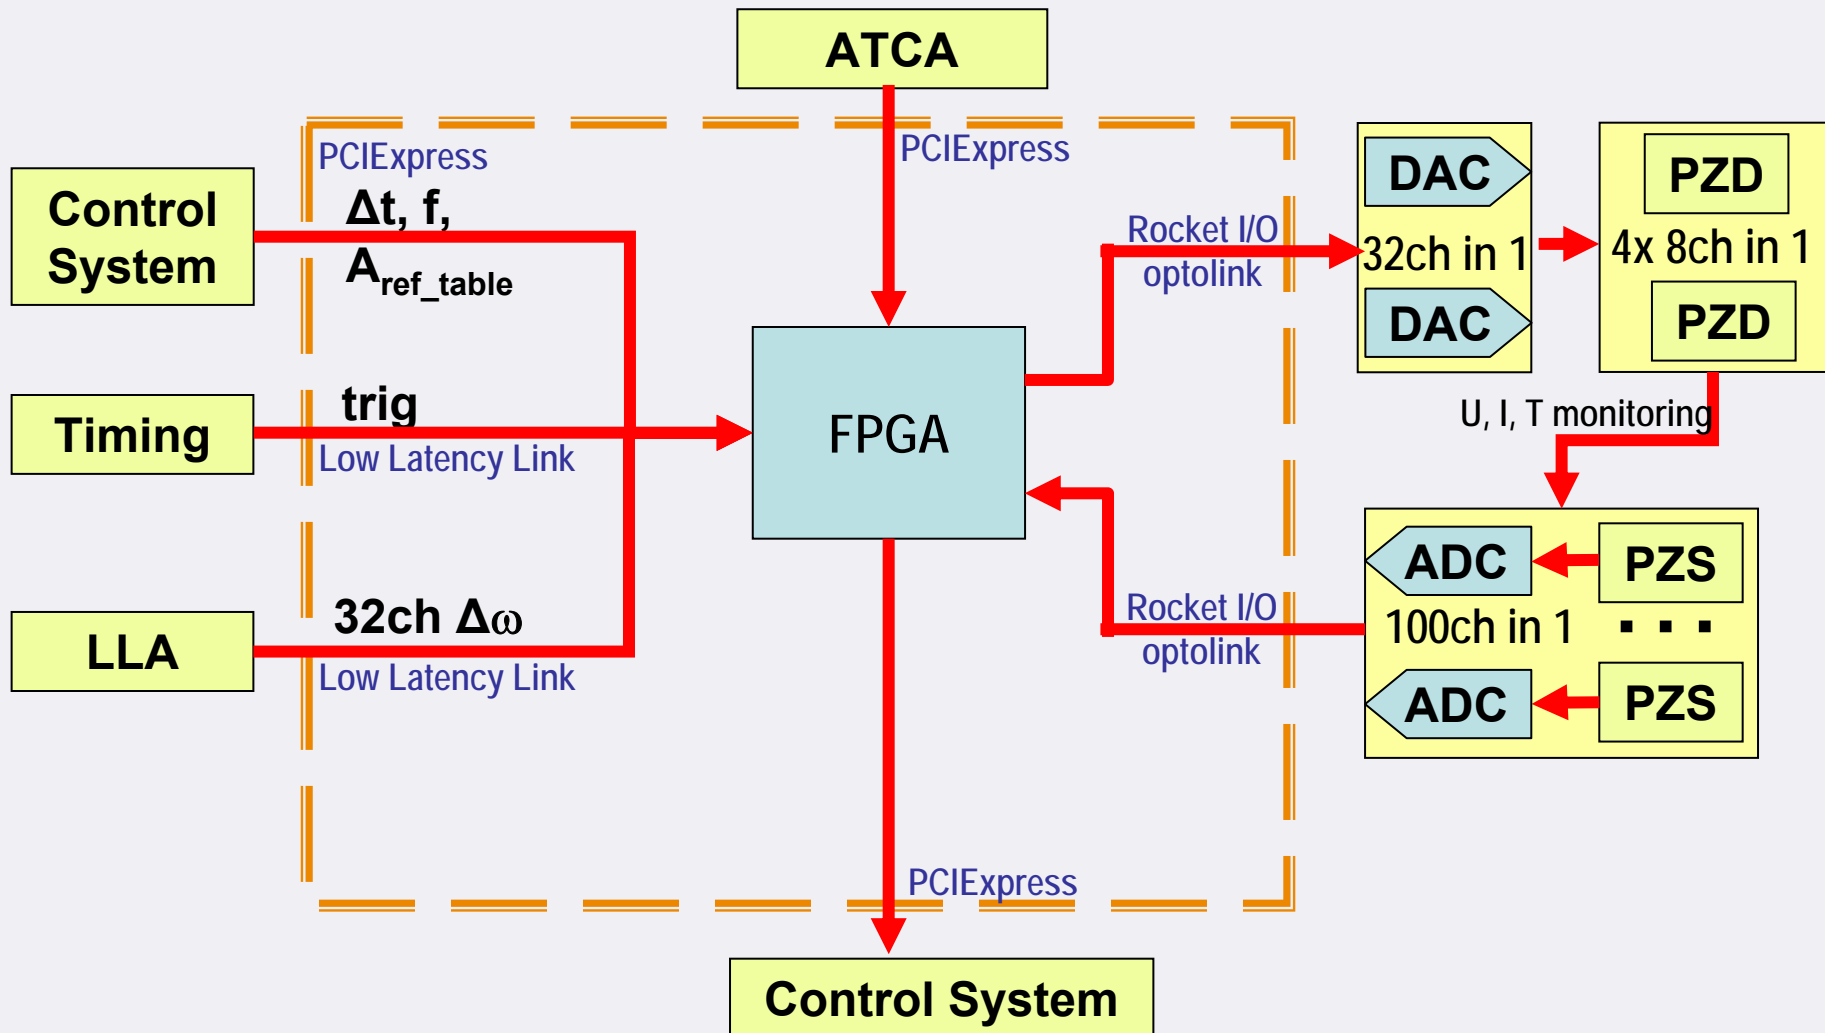 ATCA
PCIExpress
PCIExpress
Control
System
Δt, f,
A_ref_table
Timing
trig
Low Latency Link
LLA
32ch Δω
Low Latency Link
FPGA
Rocket I/O
optolink
DAC
32ch in 1
DAC
PZD
4x 8ch in 1
PZD
U, I, T monitoring
Rocket I/O
optolink
ADC
PZS
100ch in 1
ADC
PZS
PCIExpress
Control System